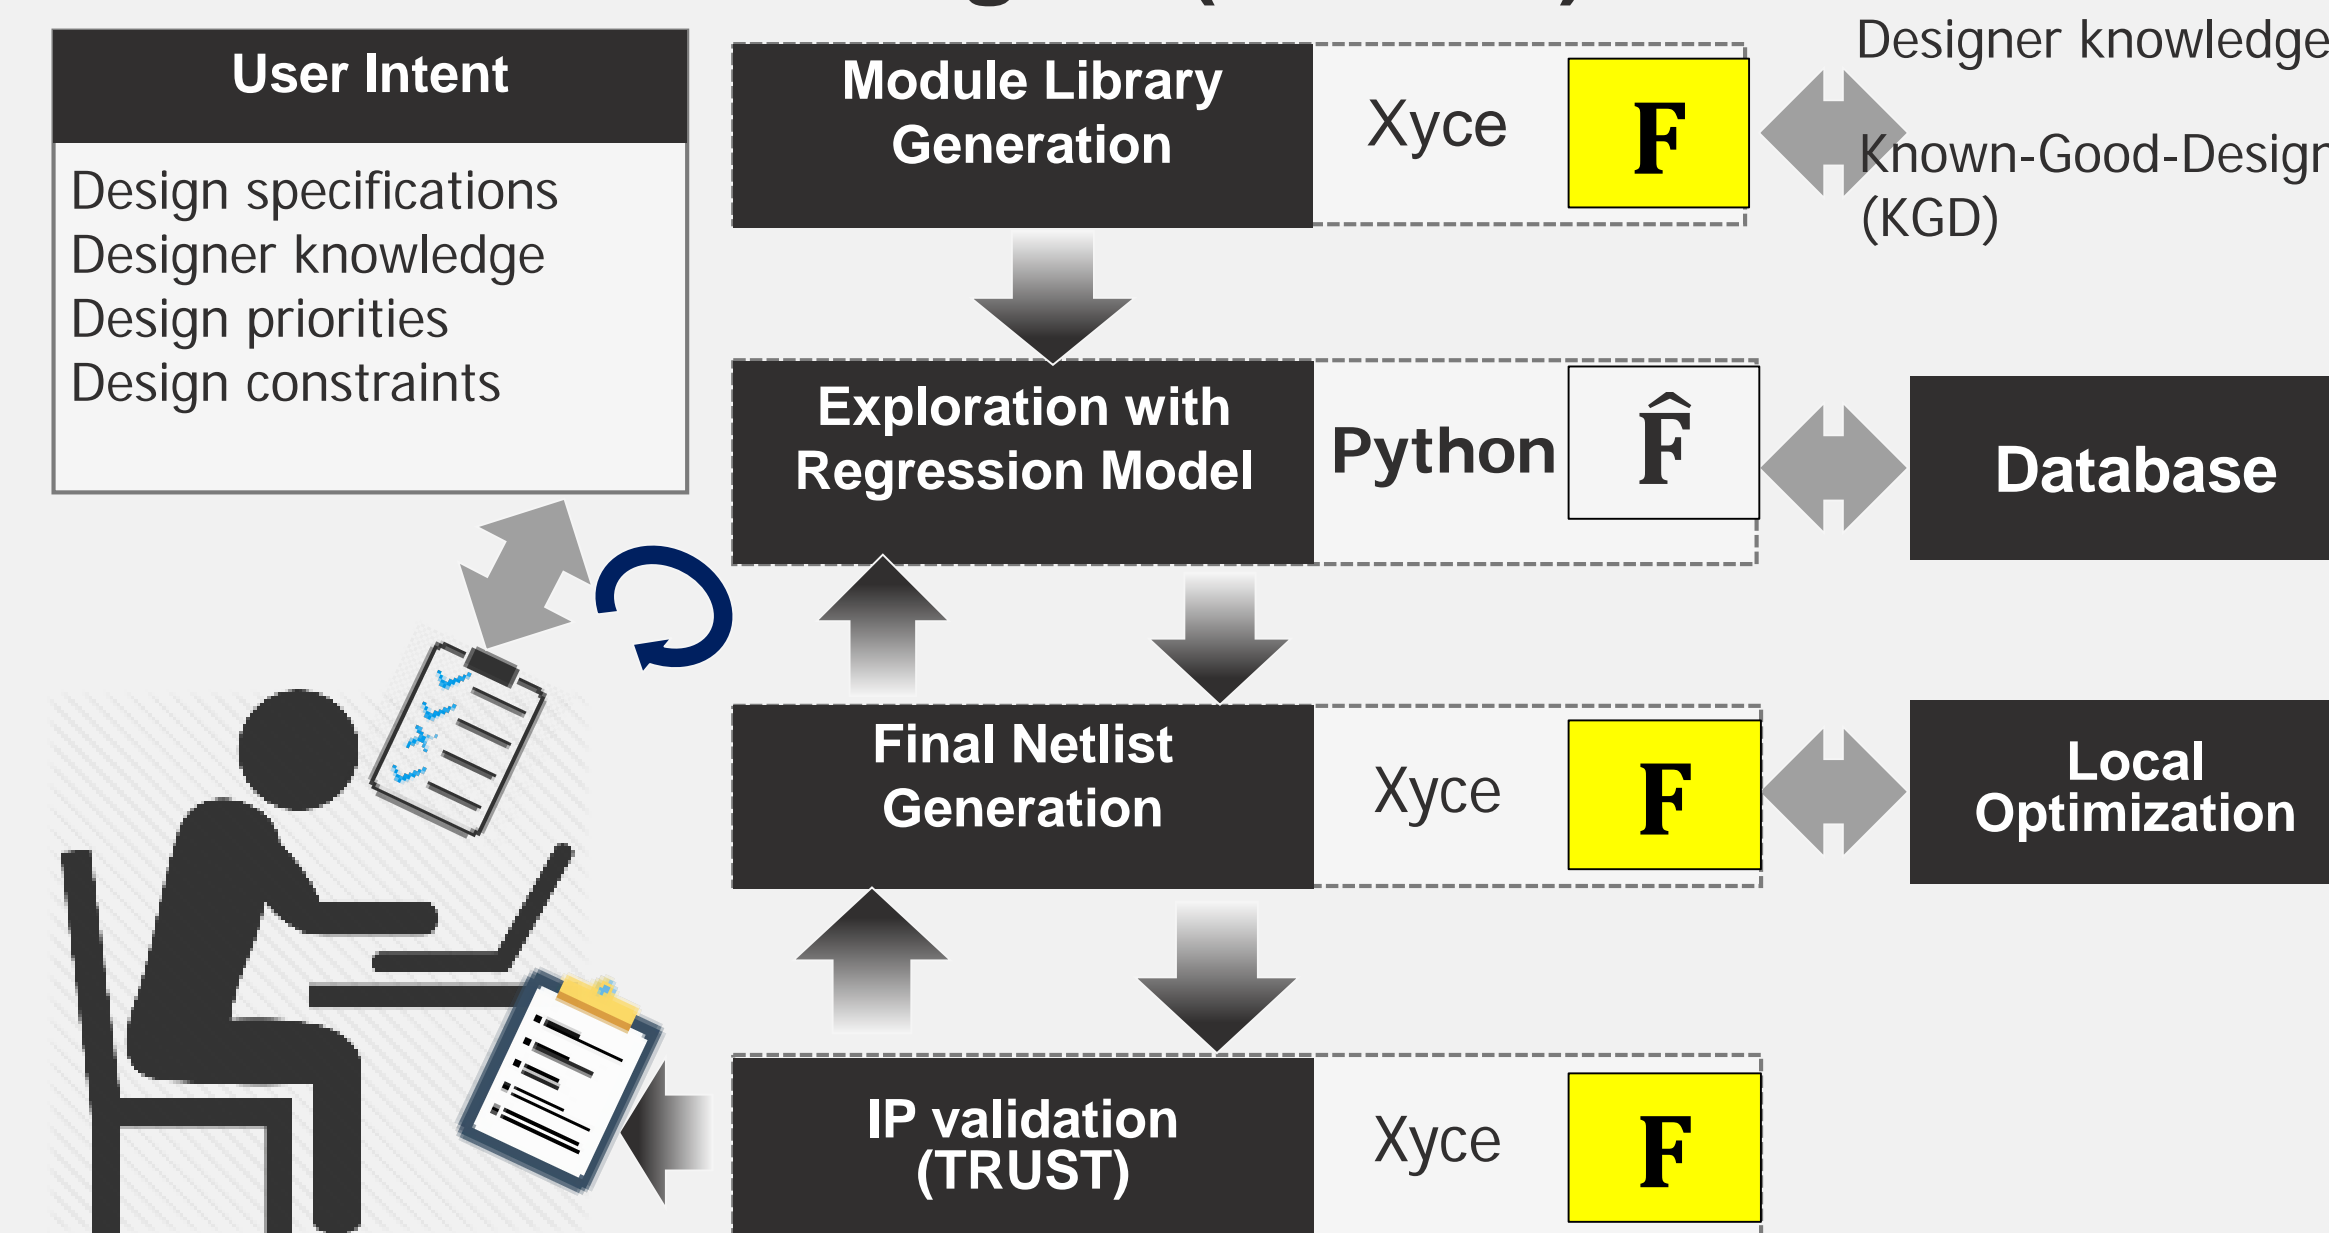 User Intent
Design specifications
Designer knowledge
Design priorities
Design constraints
Module Library
Generation
Xyce
F
Designer knowledge
Known-Good-Design
(KGD)
Exploration with
Regression Model
Python
F̂
Database
Final Netlist
Generation
Xyce
F
Local
Optimization
IP validation
(TRUST)
Xyce
F